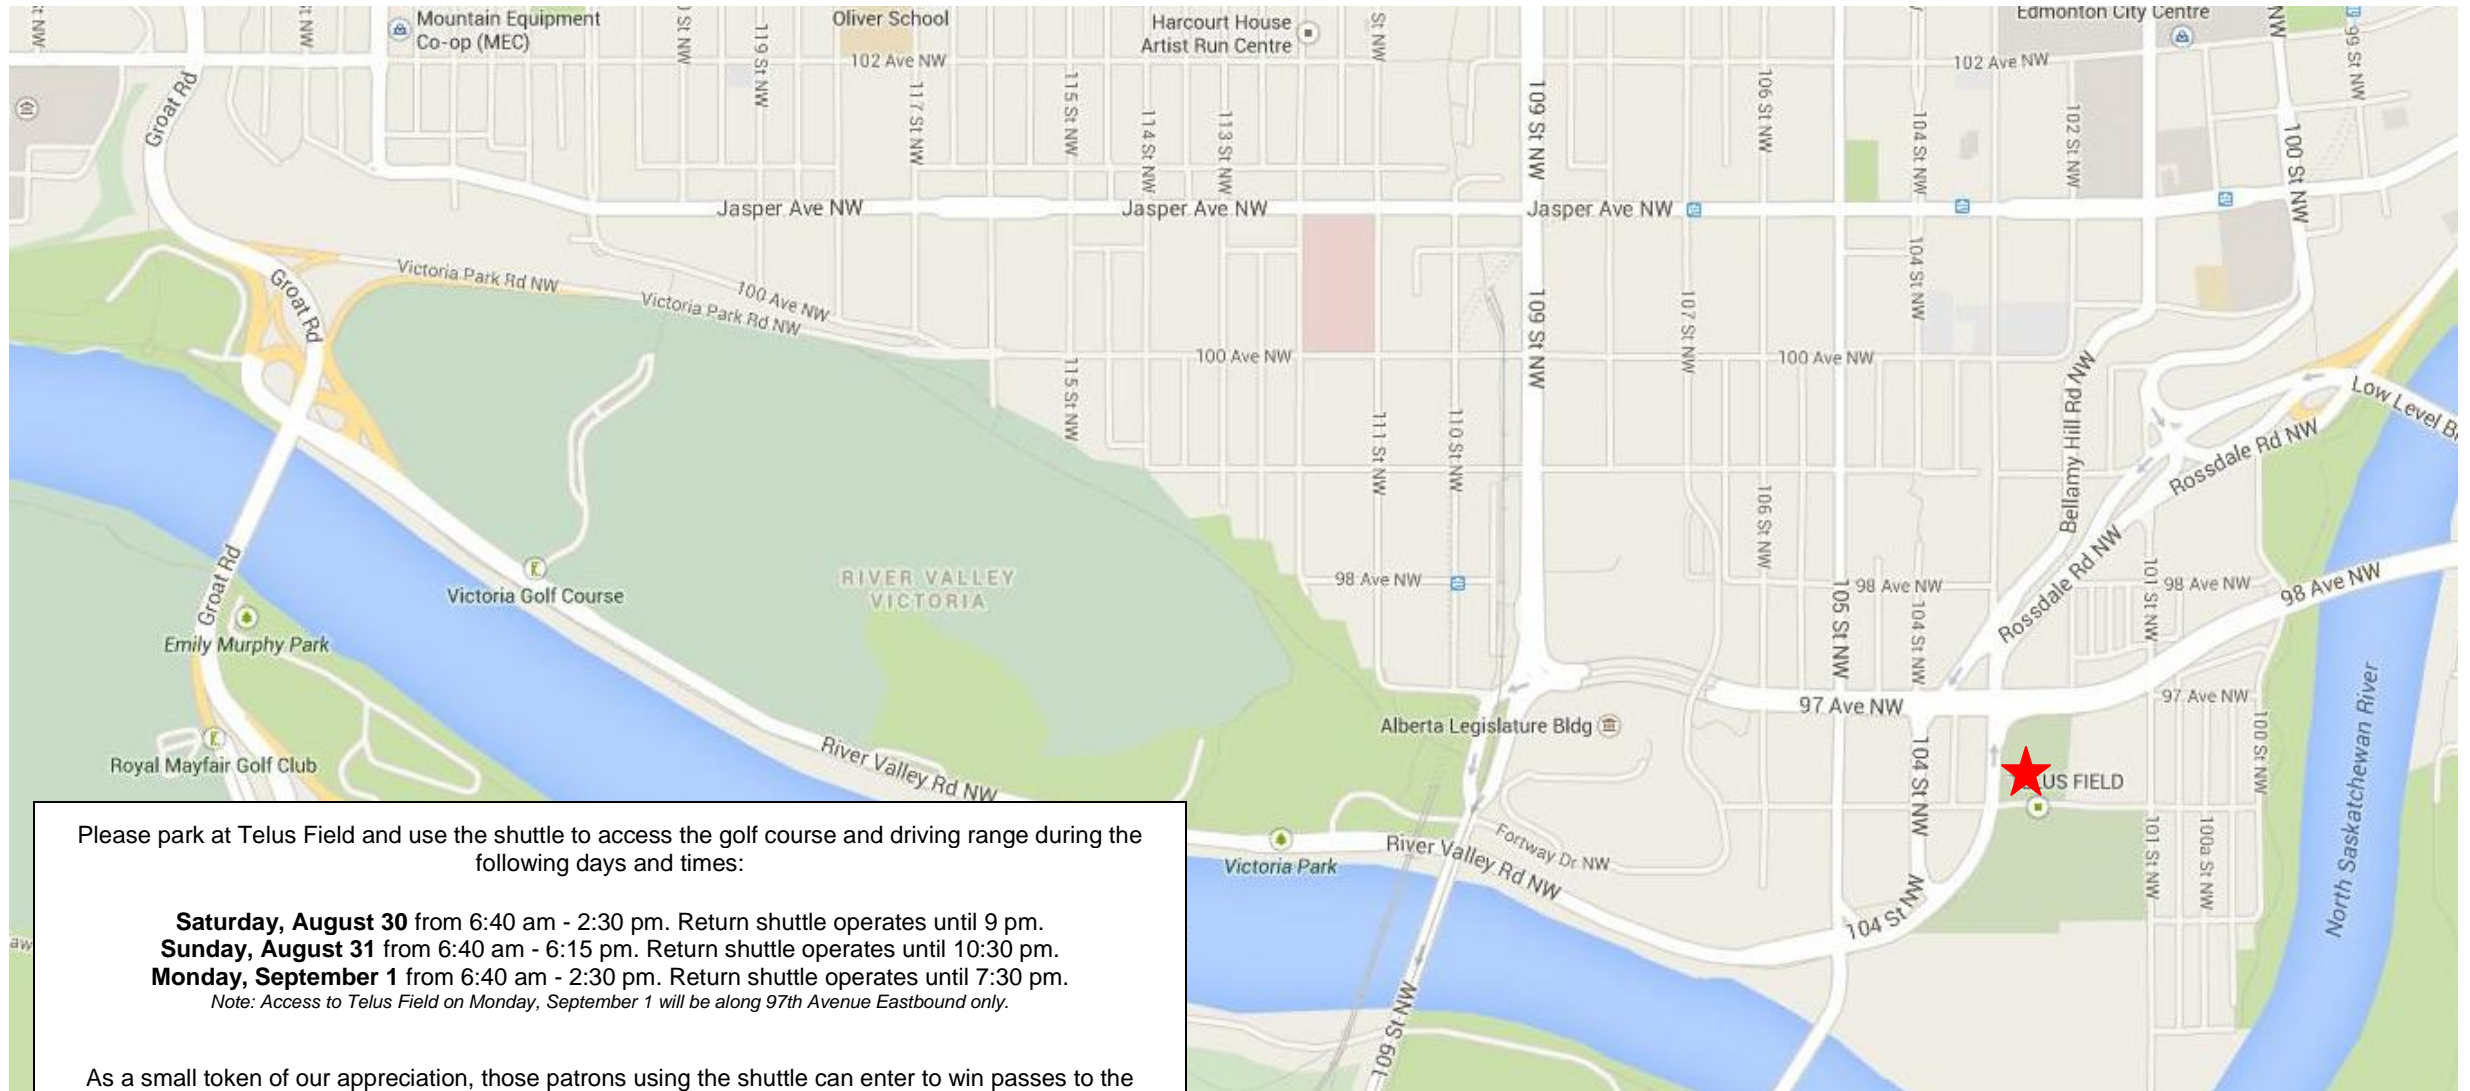 St NW
St NW
Mountain Equipment
Co-op (MEC)
St NW
119 St NW
Oliver School
102 Ave NW
117 St NW
115 St NW
114 St NW
113 St NW
Harcourt House
Artist Run Centre
St NW
109 St NW
106 St NW
104 St NW
Edmonton City Centre
102 Ave NW
102 St NW
NW
99 St NW
100 St NW
Groat Rd
Jasper Ave NW
Jasper Ave NW
Jasper Ave NW
Groat Rd
Victoria Park Rd NW
Victoria Park Rd NW
100 Ave NW
109 St NW
107 St NW
104 St NW
100 Ave NW
100 Ave NW
115 St NW
111 St NW
110 St NW
106 St NW
Bellamy Hill Rd NW
Low Level
Rossdale Rd NW
Rossdale Rd NW
Groat Rd
Victoria Golf Course
RIVER VALLEY
VICTORIA
98 Ave NW
105 St NW
98 Ave NW
104 St NW
101 St NW
98 Ave NW
98 Ave NW
Emily Murphy Park
Royal Mayfair Golf Club
River Valley Rd NW
Alberta Legislature Bldg
97 Ave NW
97 Ave NW
100 St NW
104 St NW
US FIELD
North Saskatchewan River
Victoria Park
River Valley Rd NW
Fortway Dr NW
104 St NW
101 St NW
100a St NW
109 St NW
aw
Please park at Telus Field and use the shuttle to access the golf course and driving range during the
following days and times:
Saturday, August 30 from 6:40 am - 2:30 pm. Return shuttle operates until 9 pm.
Sunday, August 31 from 6:40 am - 6:15 pm. Return shuttle operates until 10:30 pm.
Monday, September 1 from 6:40 am - 2:30 pm. Return shuttle operates until 7:30 pm.
Note: Access to Telus Field on Monday, September 1 will be along 97th Avenue Eastbound only.
As a small token of our appreciation, those patrons using the shuttle can enter to win passes to the